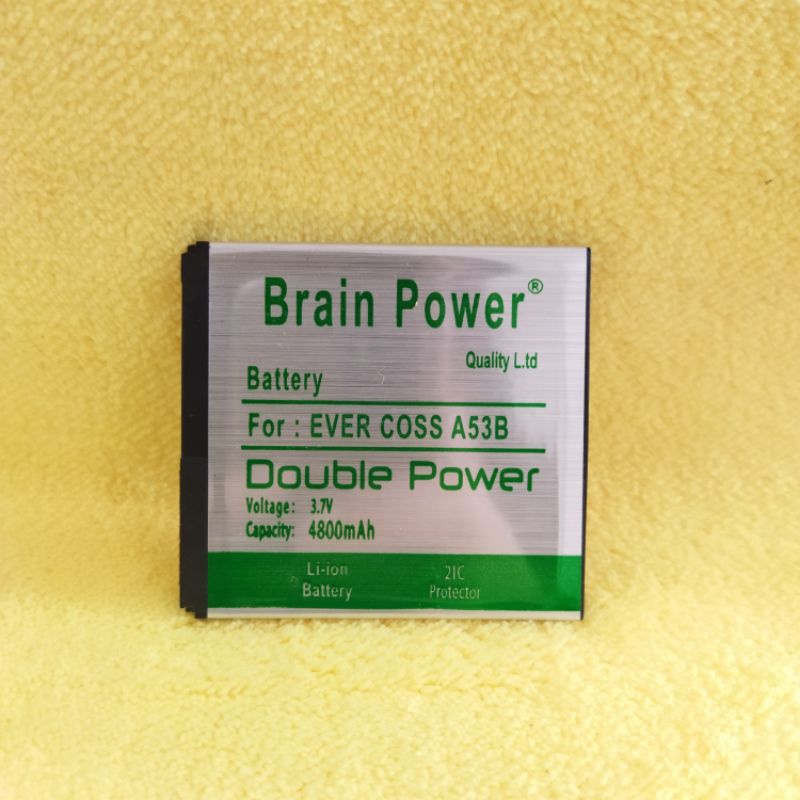 Brain Power®
Quality L.td
Battery
For : EVER COSS A53B
Double Power
Voltage: 3.7V
Capacity: 4800mAh
Li-ion Battery
2IC Protector